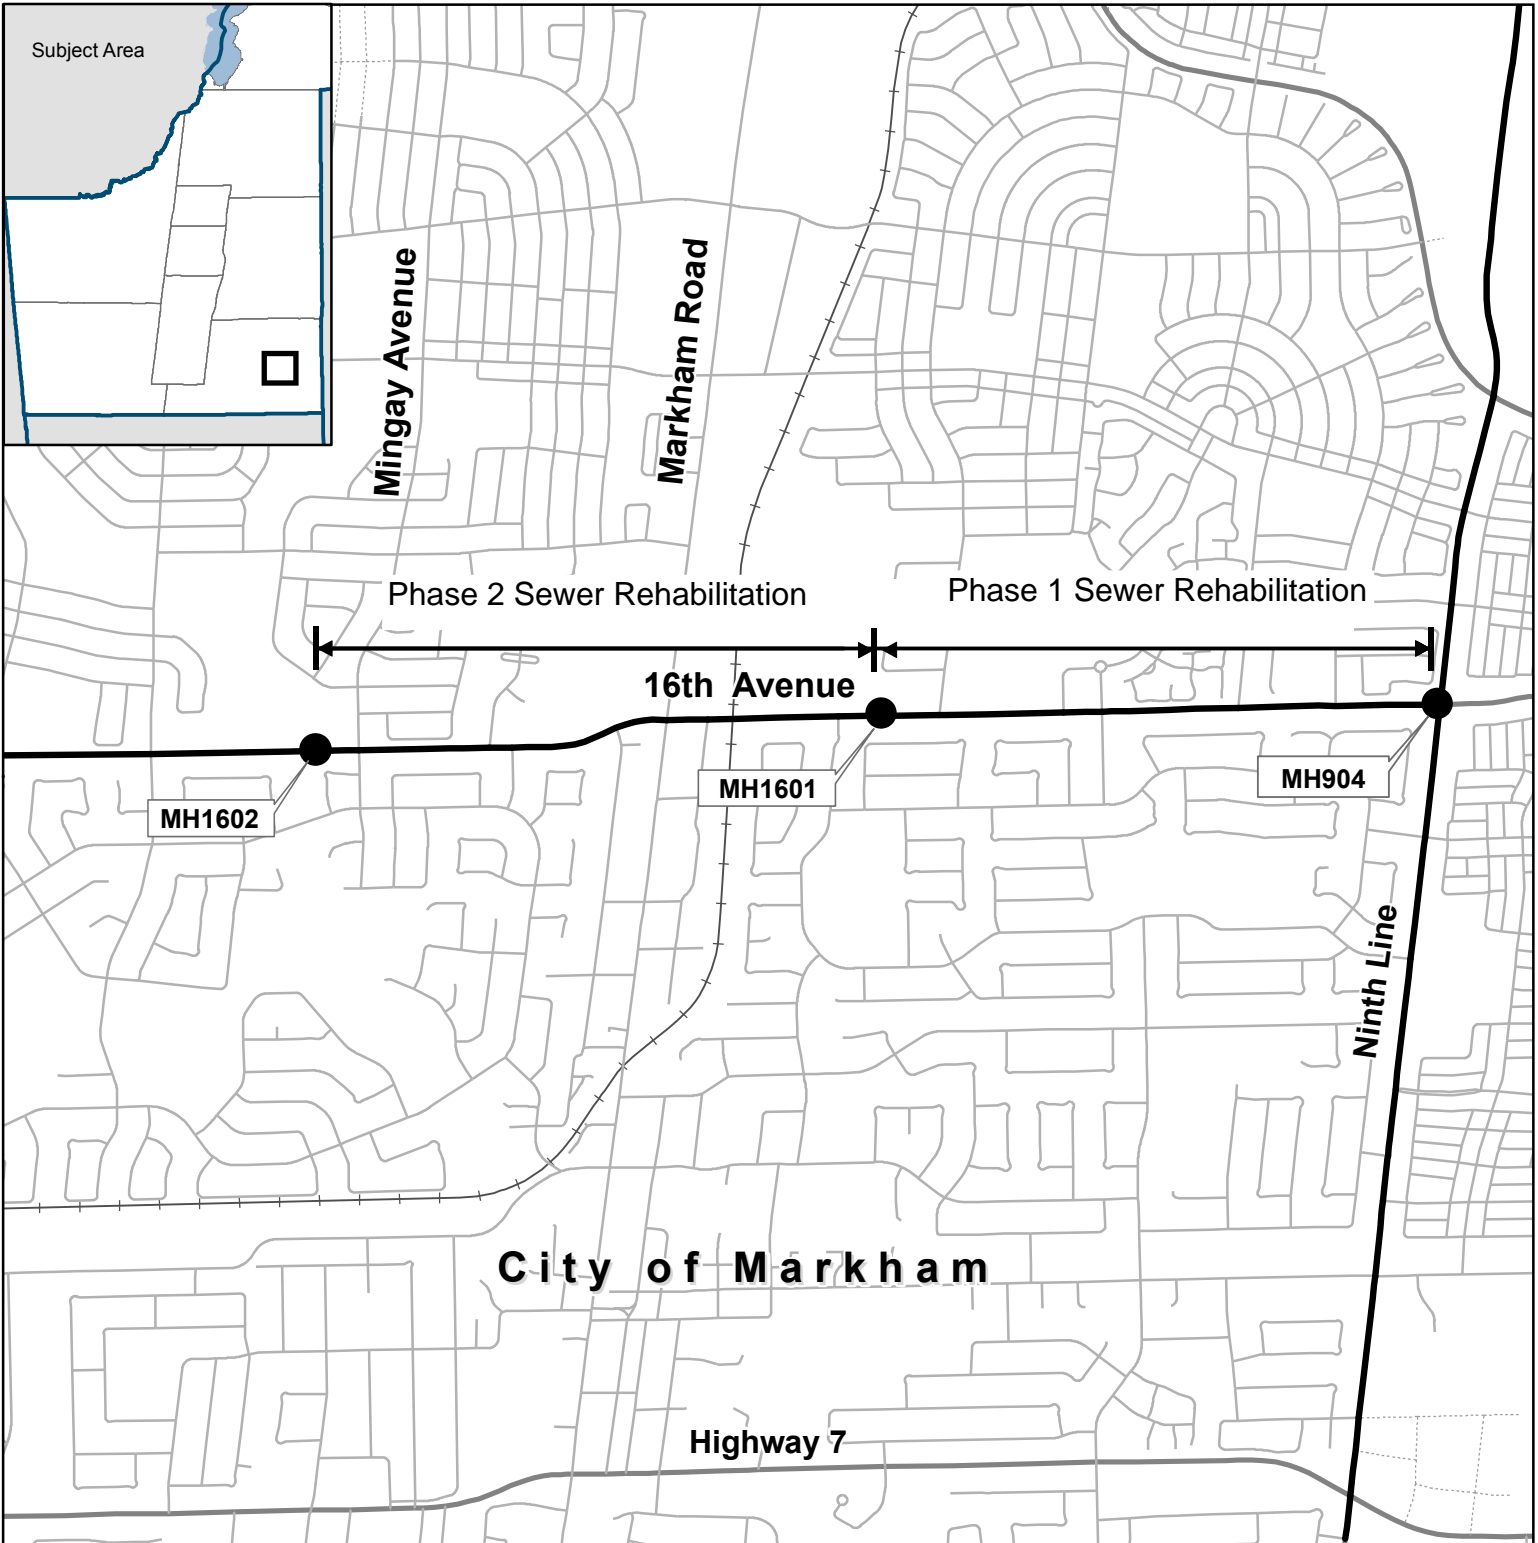 Subject Area
Mingay Avenue
Markham Road
Phase 2 Sewer Rehabilitation
Phase 1 Sewer Rehabilitation
16th Avenue
MH1602
MH1601
MH904
Ninth Line
City of Markham
Highway 7